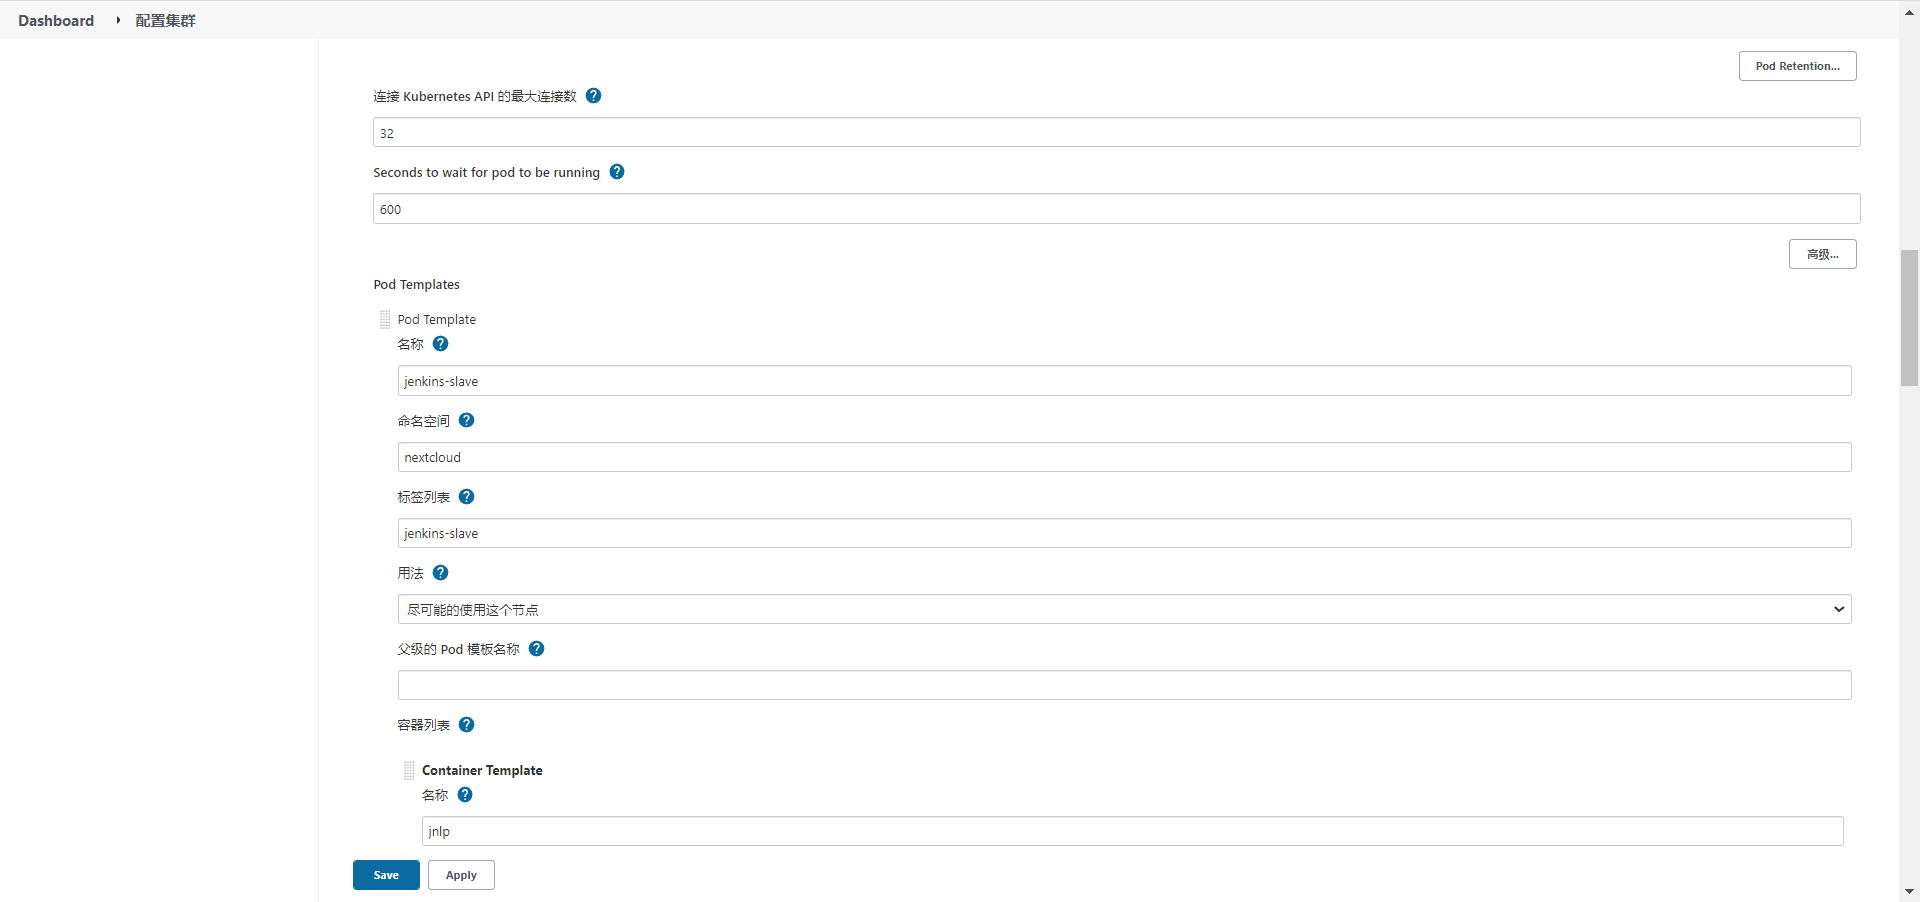 Dashboard
配置集群
Pod Retention...
连接 Kubernetes API 的最大连接数 ?
32
Seconds to wait for pod to be running ?
600
高级...
Pod Templates
Pod Template
名称 ?
jenkins-slave
命名空间 ?
nextcloud
标签列表 ?
jenkins-slave
用法 ?
尽可能的使用这个节点
父级的 Pod 模板名称 ?
容器列表 ?
Container Template
名称 ?
jnlp
Save
Apply